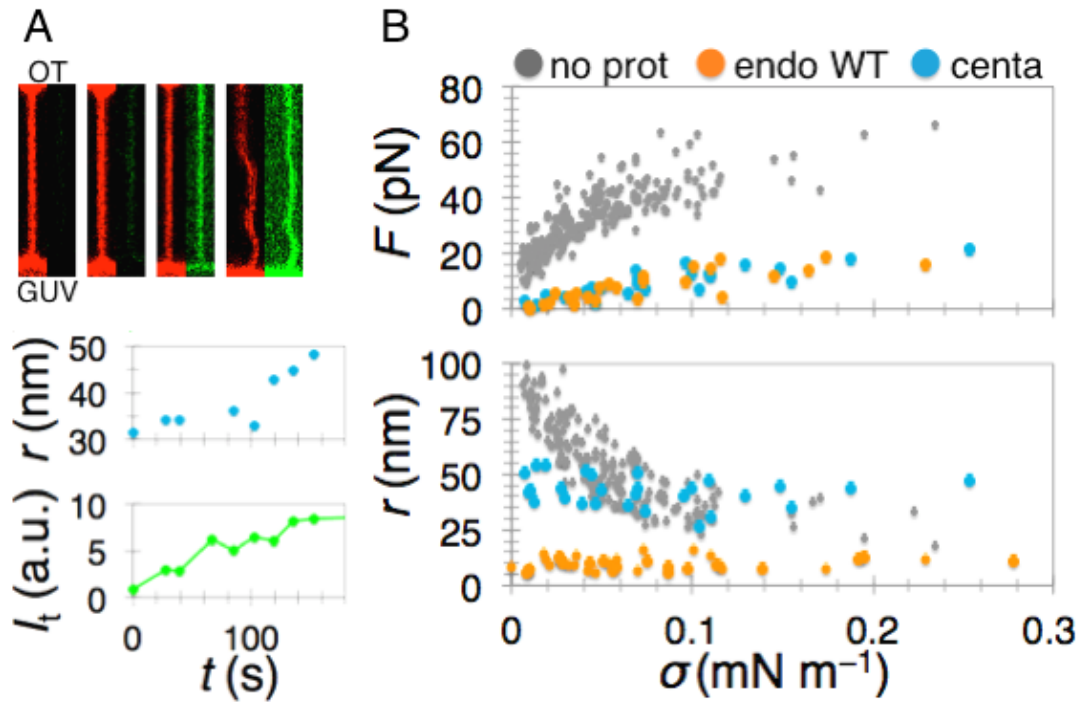 A
OT
GUV
50
40
30
r (nm)
10
5
0
I_t (a.u.)
0 100
t (s)
B
no prot endo WT centa
80
60
40
20
0
F (pN)
100
75
50
25
0
r (nm)
0 0.1 0.2 0.3
σ (mN m⁻¹)